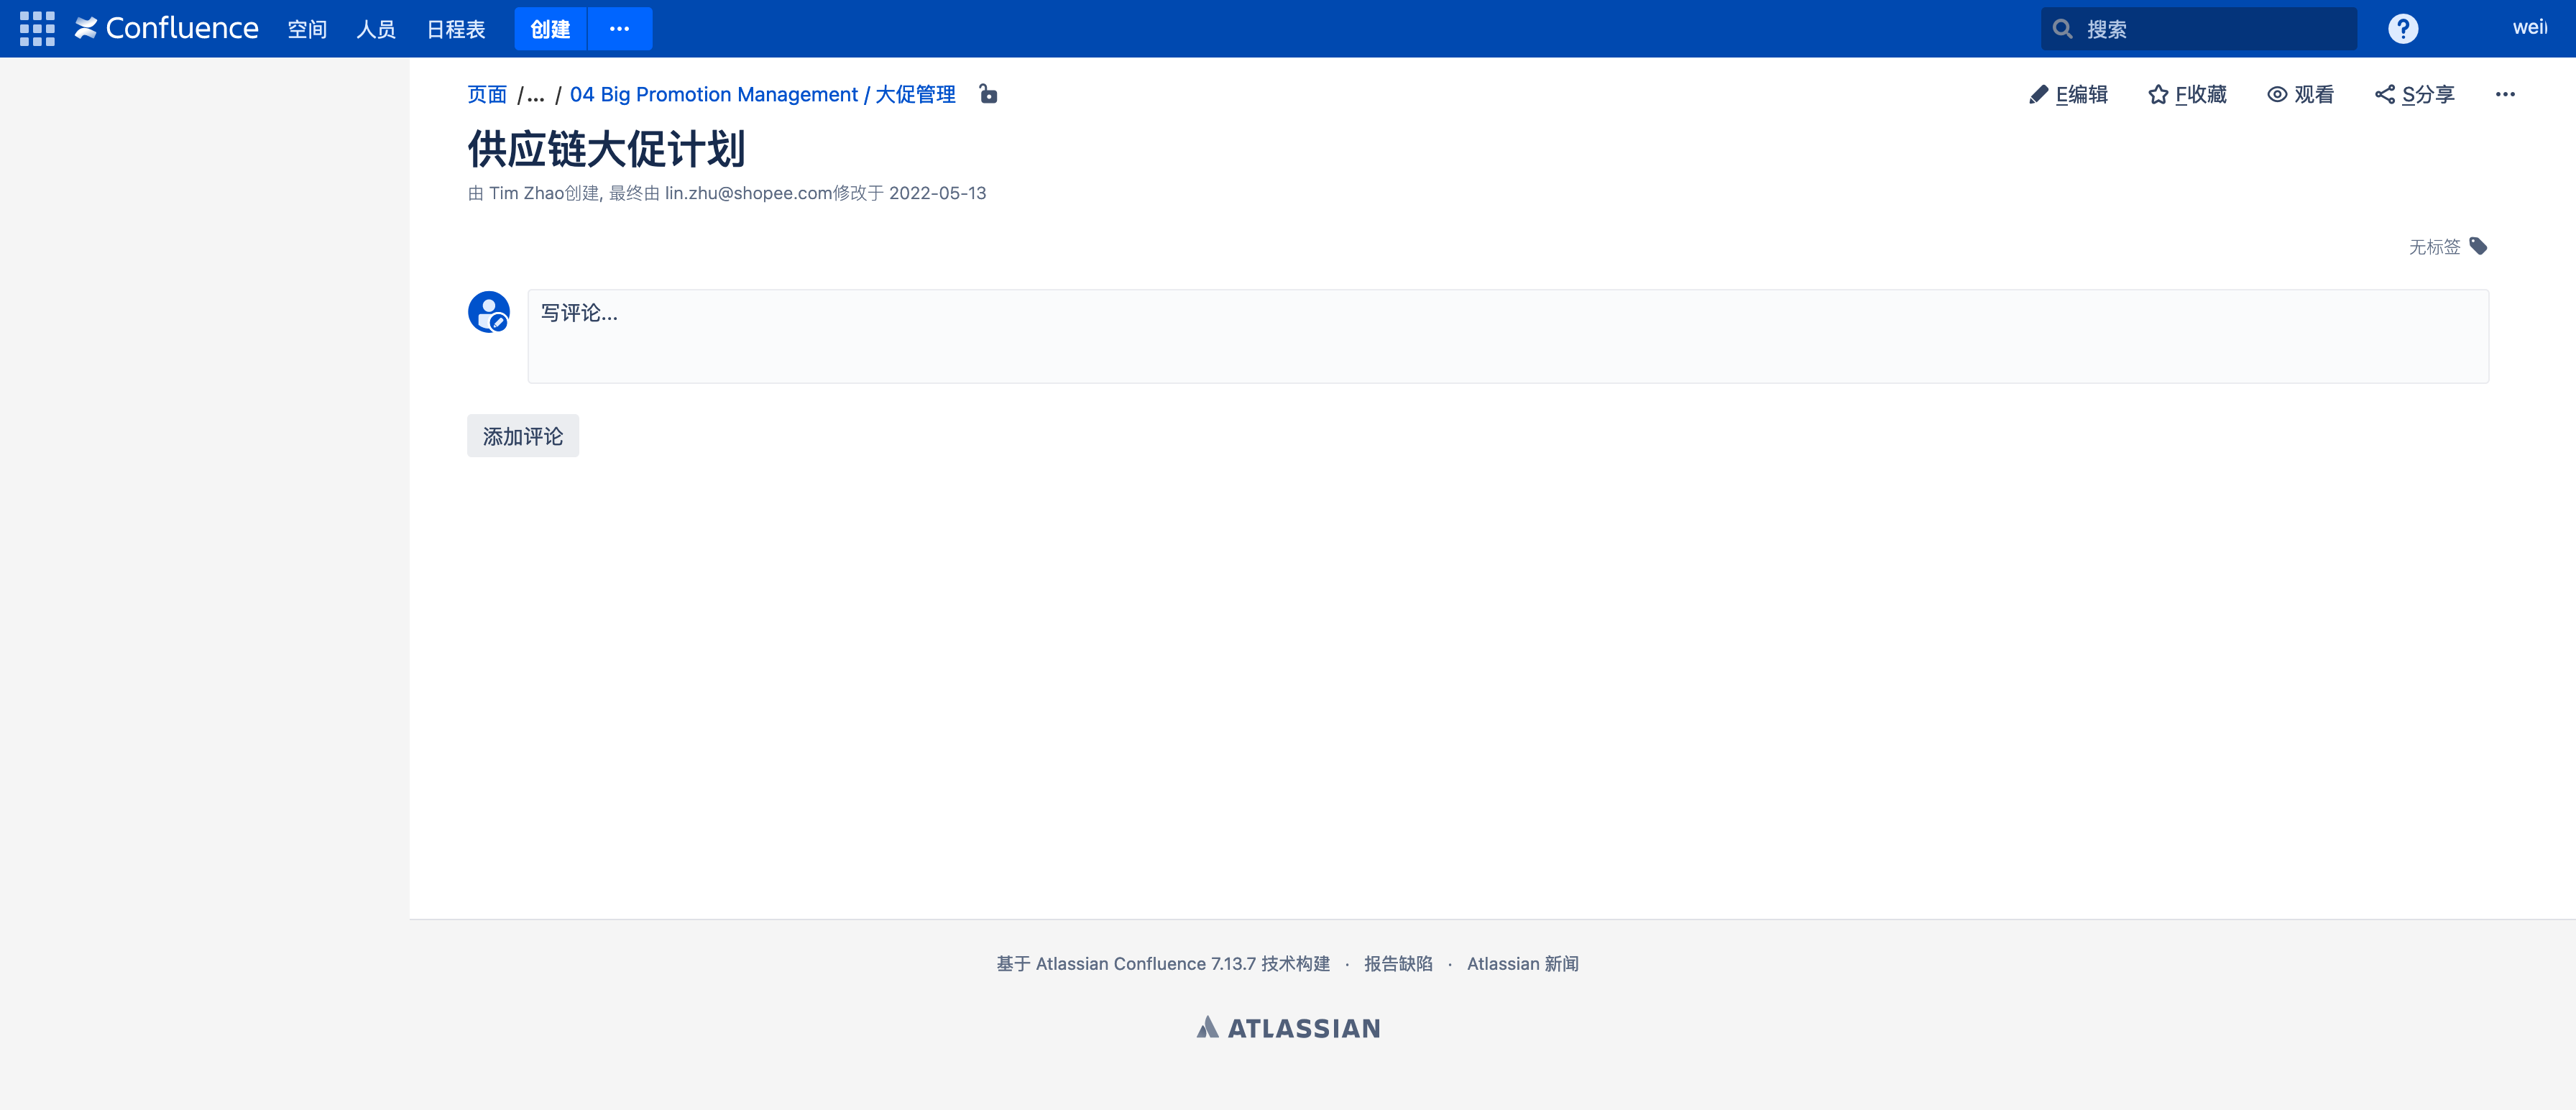 Confluence 空间 人员 日程表 创建 ··· 搜索 ? weil
页面 /... / 04 Big Promotion Management / 大促管理 E编辑 F收藏 观看 S分享 ···
供应链大促计划
由 Tim Zhao创建, 最终由 lin.zhu@shopee.com修改于 2022-05-13
无标签
写评论...
添加评论
基于 Atlassian Confluence 7.13.7 技术构建 · 报告缺陷 · Atlassian 新闻
ATLASSIAN